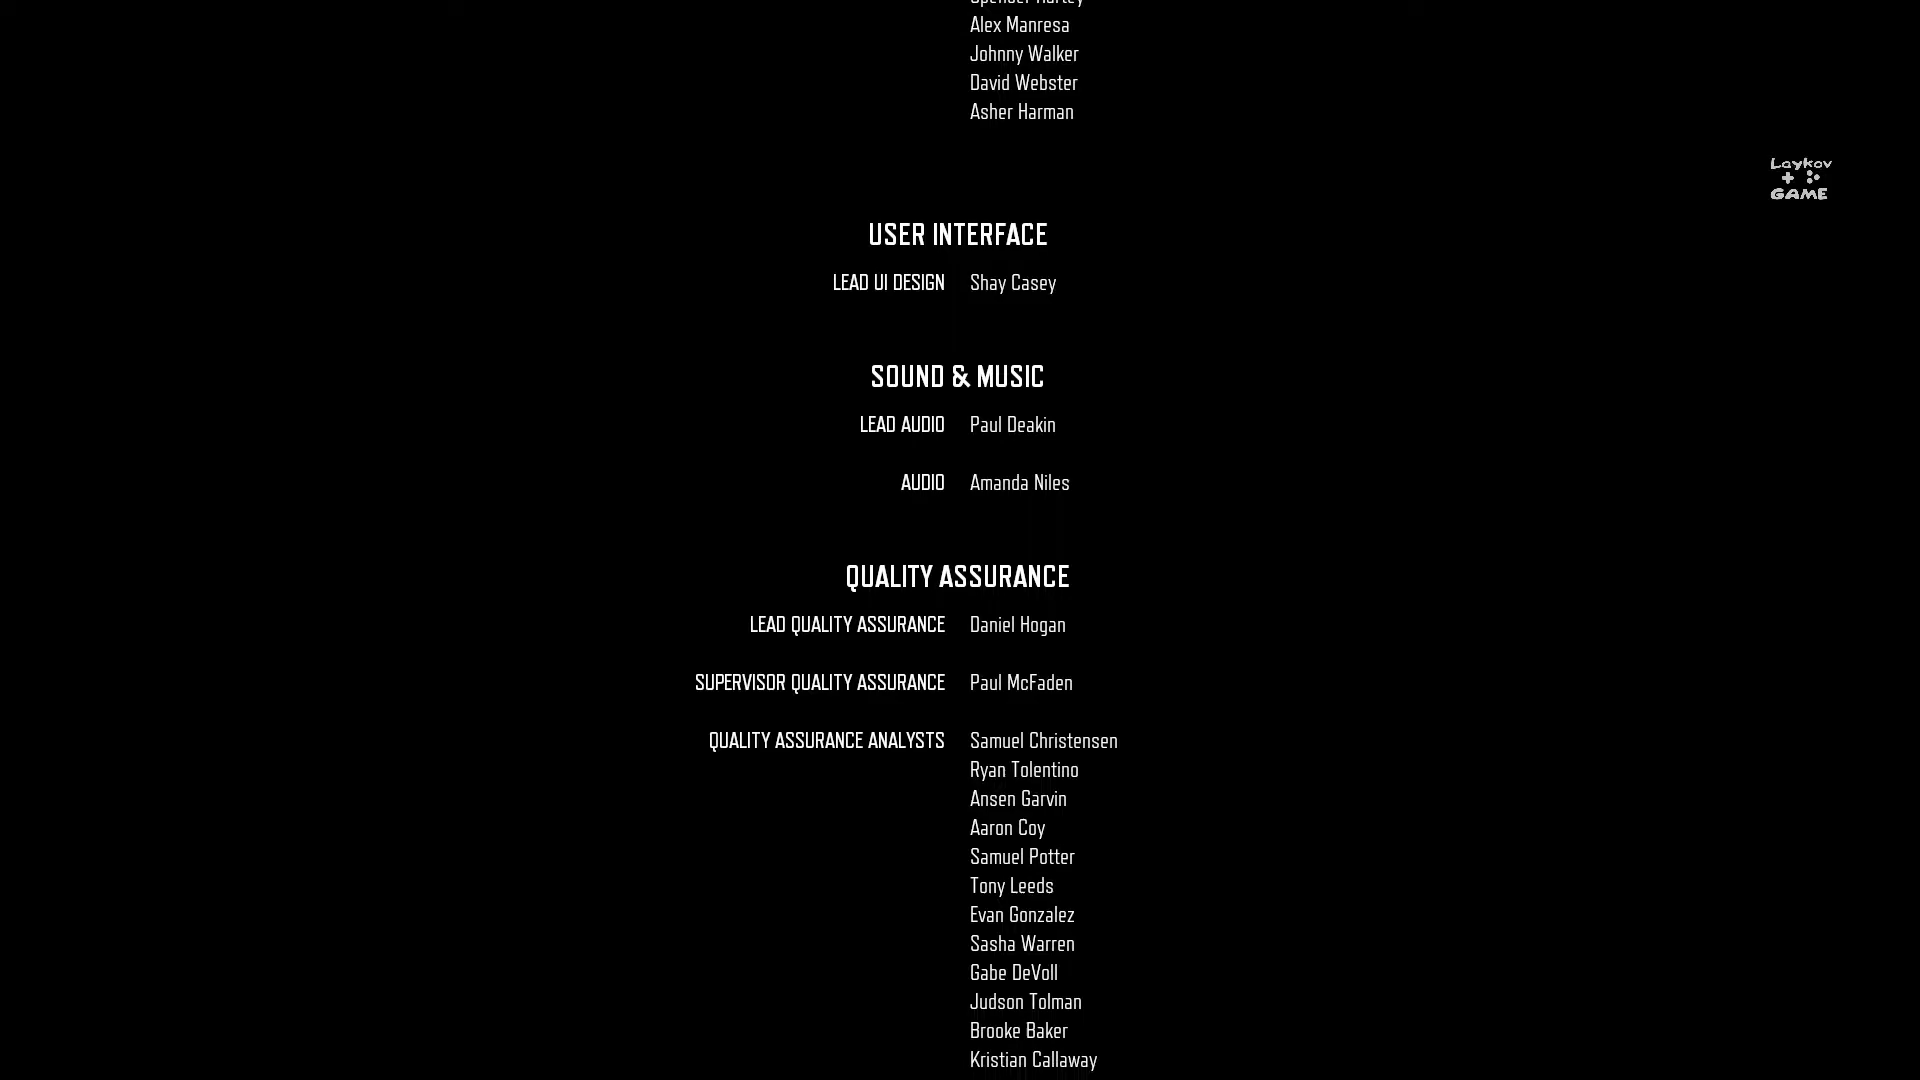 Alex Manresa
Johnny Walker
David Webster
Asher Harman
Laykov
GAME
USER INTERFACE
LEAD UI DESIGN Shay Casey
SOUND & MUSIC
LEAD AUDIO Paul Deakin
AUDIO Amanda Niles
QUALITY ASSURANCE
LEAD QUALITY ASSURANCE Daniel Hogan
SUPERVISOR QUALITY ASSURANCE Paul McFaden
QUALITY ASSURANCE ANALYSTS Samuel Christensen
Ryan Tolentino
Ansen Garvin
Aaron Coy
Samuel Potter
Tony Leeds
Evan Gonzalez
Sasha Warren
Gabe DeVoll
Judson Tolman
Brooke Baker
Kristian Callaway